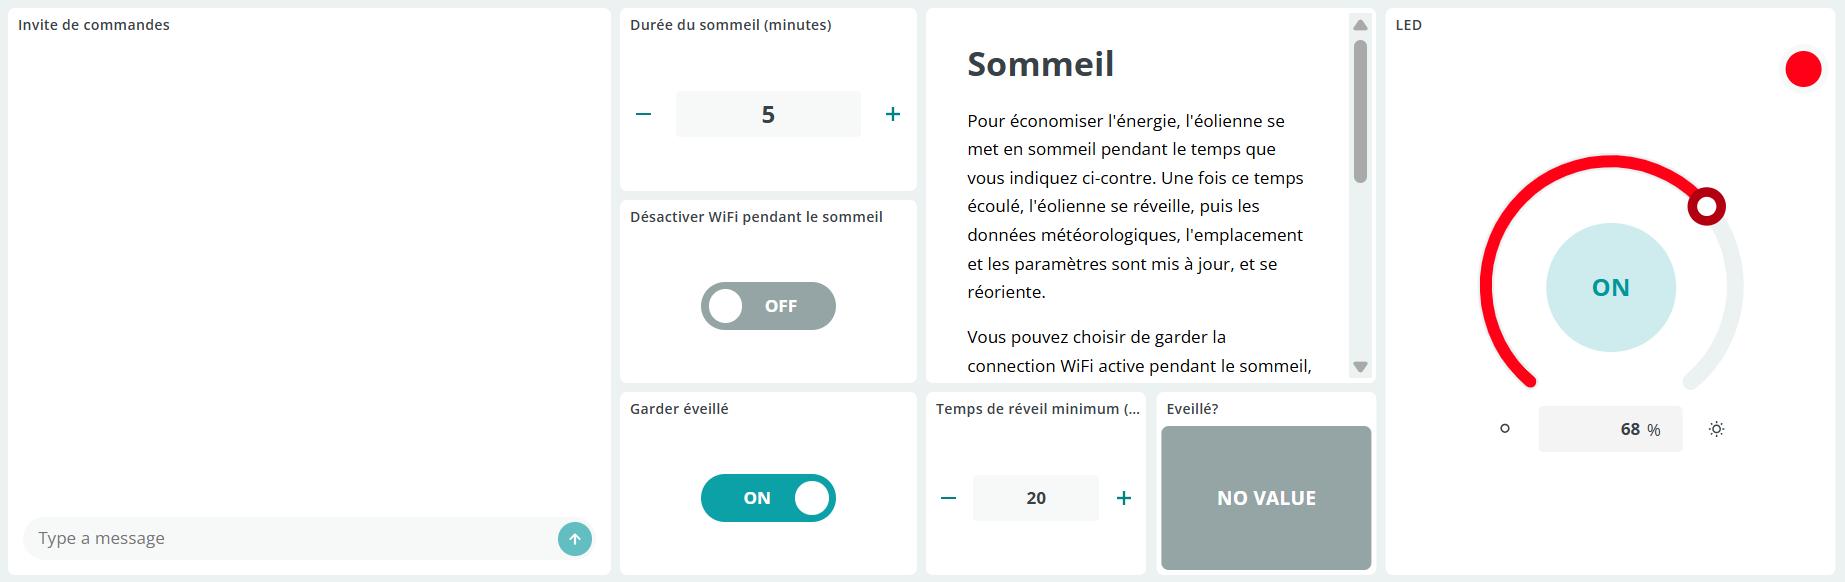 Invite de commandes
Type a message
Durée du sommeil (minutes)
5
Désactiver WiFi pendant le sommeil
OFF
Garder éveillé
ON
Sommeil
Pour économiser l'énergie, l'éolienne se
met en sommeil pendant le temps que
vous indiquez ci-contre. Une fois ce temps
écoulé, l'éolienne se réveille, puis les
données météorologiques, l'emplacement
et les paramètres sont mis à jour, et se
réoriente.
Vous pouvez choisir de garder la
connection WiFi active pendant le sommeil,
Temps de réveil minimum (...
20
Eveillé?
NO VALUE
LED
ON
68 %